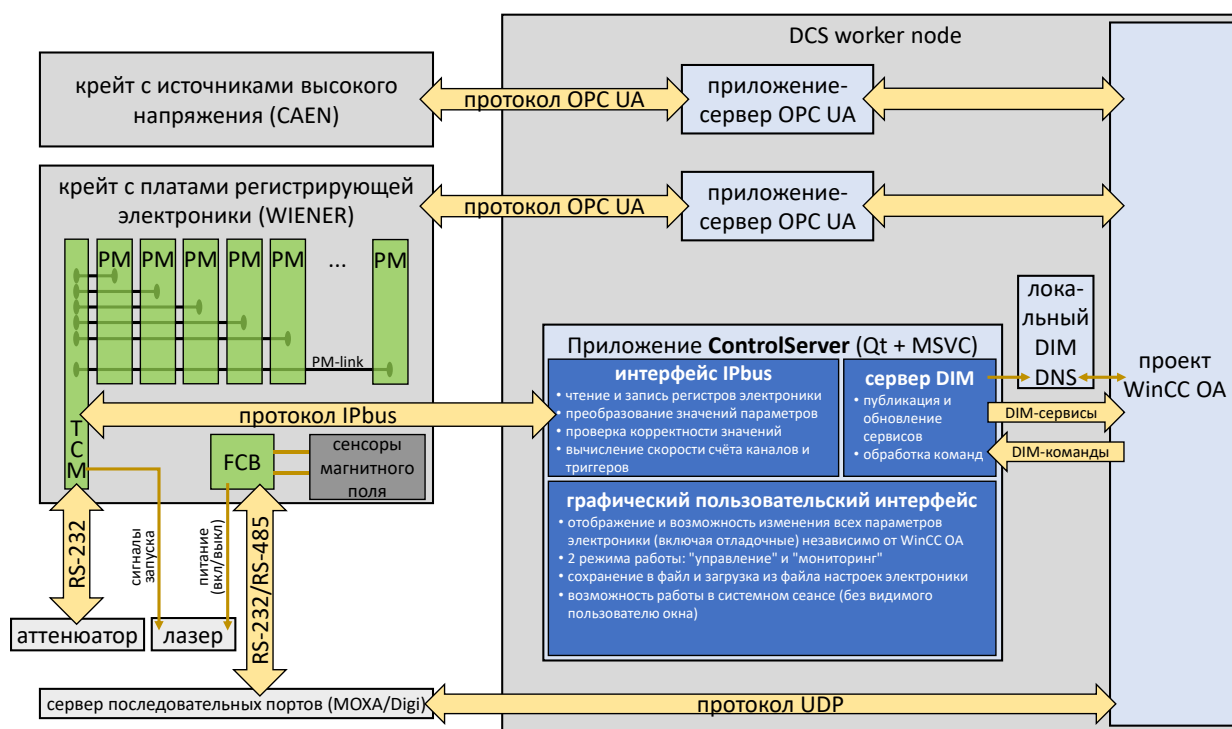 DCS worker node
крейт с источниками высокого
напряжения (CAEN)
протокол OPC UA
приложение-
сервер OPC UA
крейт с платами регистрирующей
электроники (WIENER)
протокол OPC UA
приложение-
сервер OPC UA
PM PM PM PM PM ... PM
PM-link
TCM
протокол IPbus
FCB
сенсоры
магнитного
поля
RS-232
сигналы
запуска
питание
(вкл/выкл)
RS-232/RS-485
аттенюатор
лазер
сервер последовательных портов (MOXA/Digi)
протокол UDP
Приложение ControlServer (Qt + MSVC)
интерфейс IPbus
• чтение и запись регистров электроники
• преобразование значений параметров
• проверка корректности значений
• вычисление скорости счёта каналов и
триггеров
сервер DIM
• публикация и
обновление
сервисов
• обработка команд
графический пользовательский интерфейс
• отображение и возможность изменения всех параметров
электроники (включая отладочные) независимо от WinCC OA
• 2 режима работы: "управление" и "мониторинг"
• сохранение в файл и загрузка из файла настроек электроники
• возможность работы в системном сеансе (без видимого
пользователю окна)
лока-
льный
DIM
DNS
DIM-сервисы
DIM-команды
проект
WinCC OA